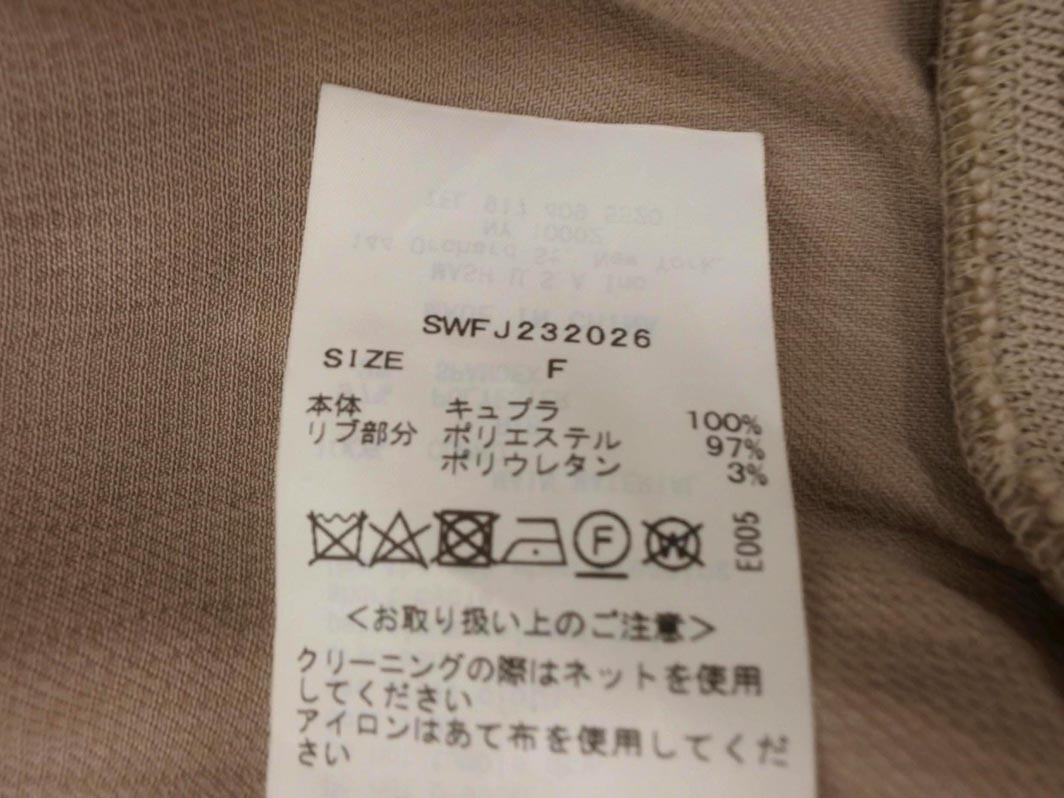 SWFJ232026
SIZE F
本体 キュプラ 100%
リブ部分 ポリエステル 97%
ポリウレタン 3%
F W E005
<お取り扱い上のご注意>
クリーニングの際はネットを使用
してください
アイロンはあて布を使用してくだ
さい